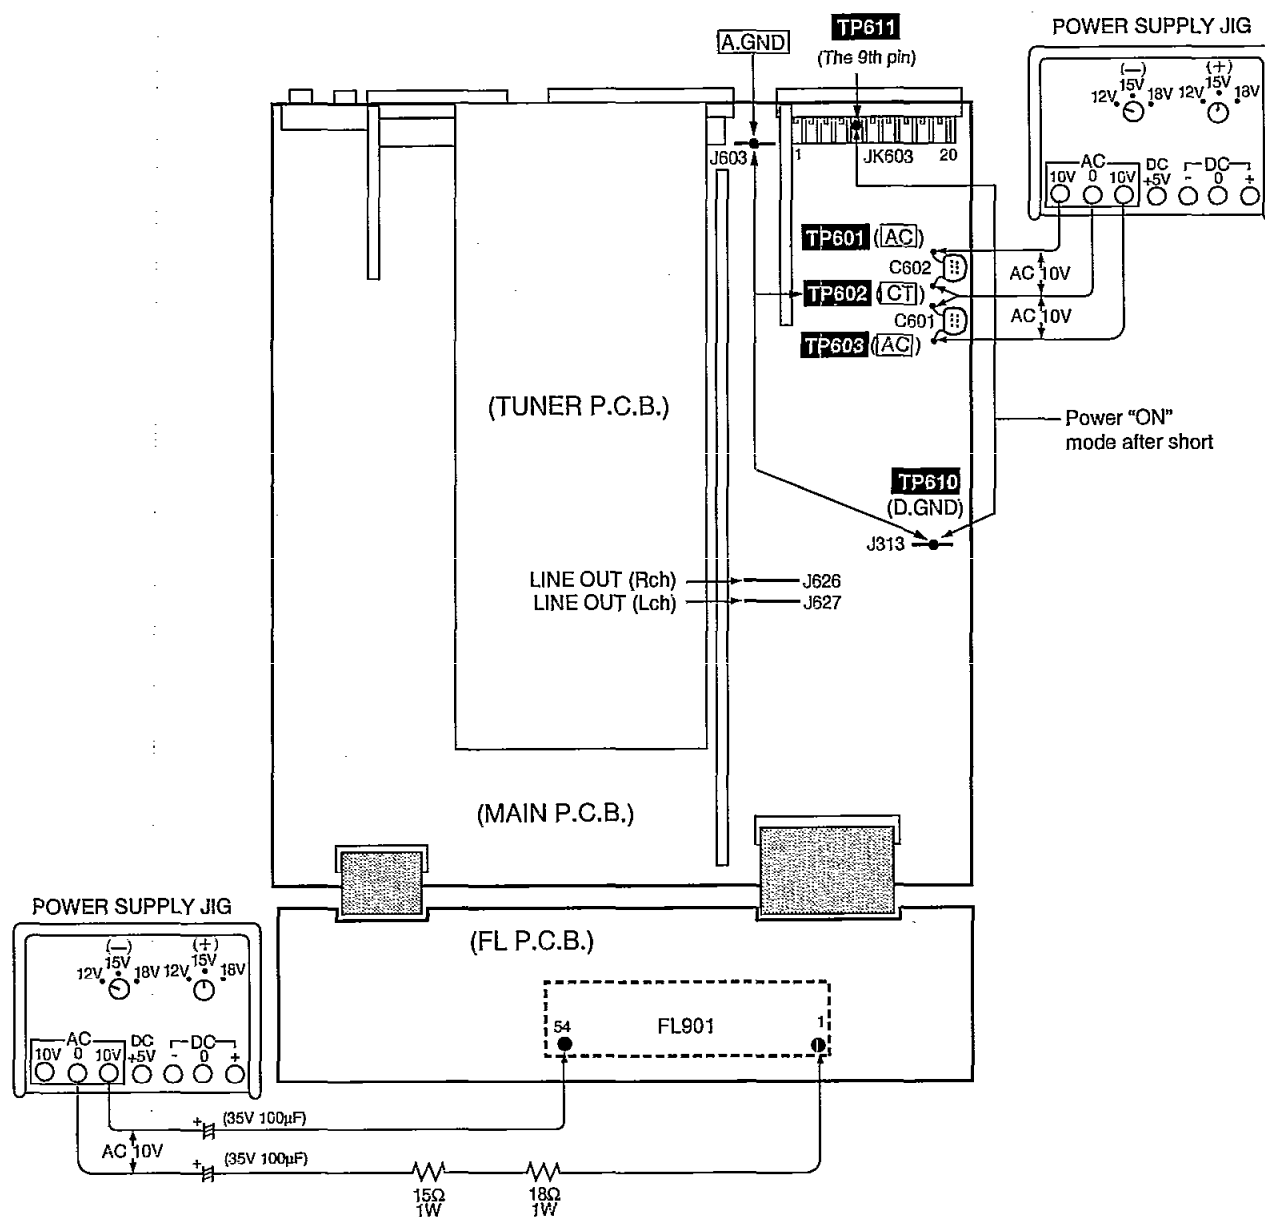 POWER SUPPLY JIG
TP611
A.GND
(The 9th pin)
(−) (+)
12V 15V 18V 12V 15V 18V
J603
1 JK603 20
AC DC DC
10V 0 10V +5V - 0 +
TP601 (AC)
C602
AC 10V
TP602 (CT)
C601
AC 10V
TP603 (AC)
(TUNER P.C.B.)
Power “ON”
mode after short
TP610
(D.GND)
J313
LINE OUT (Rch) J626
LINE OUT (Lch) J627
(MAIN P.C.B.)
POWER SUPPLY JIG
(FL P.C.B.)
(−) (+)
12V 15V 18V 12V 15V 18V
54 FL901 1
AC DC DC
10V 0 10V +5V - 0 +
+ (35V 100µF)
AC 10V
+ (35V 100µF)
15Ω 18Ω
1W 1W